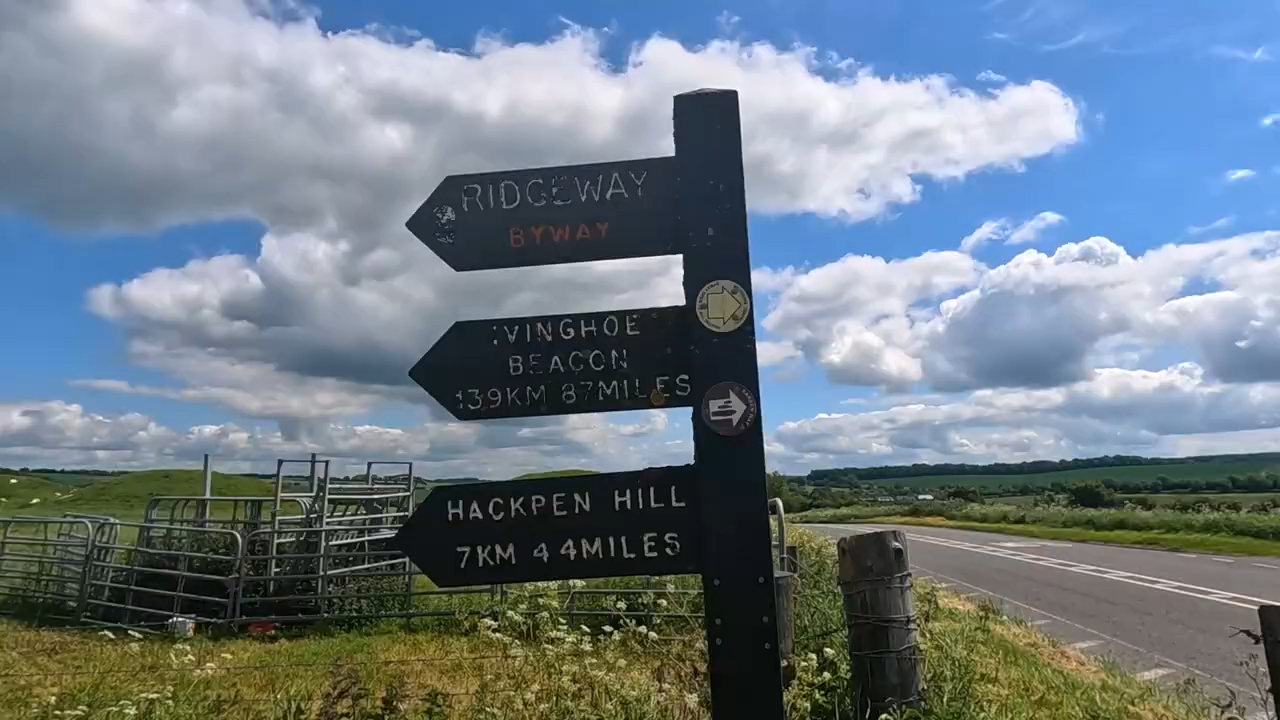 RIDGEWAY
BYWAY
IVINGHOE
BEACON
139KM 87MILES
HACKPEN HILL
7KM 4 4MILES